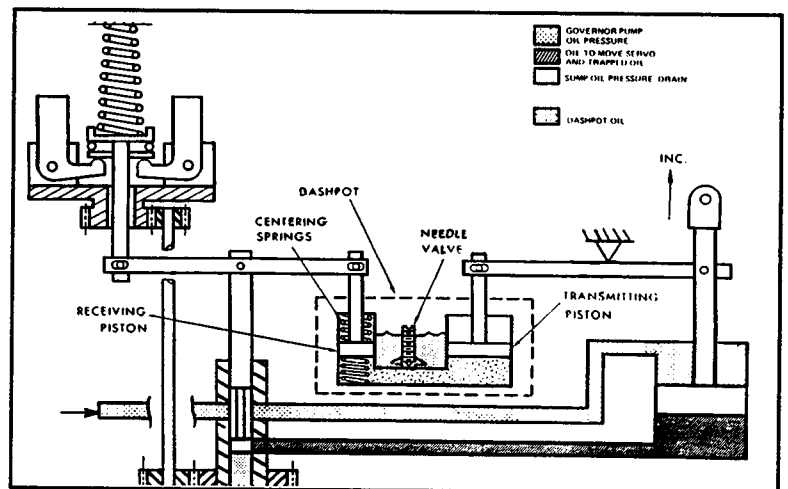 GOVERNOR PUMP
OIL PRESSURE
OIL TO MOVE SERVO
AND TRAPPED OIL
SUMP OIL PRESSURE DRAIN
DASHPOT OIL
INC.
DASHPOT
CENTERING
SPRINGS
NEEDLE
VALVE
RECEIVING
PISTON
TRANSMITTING
PISTON